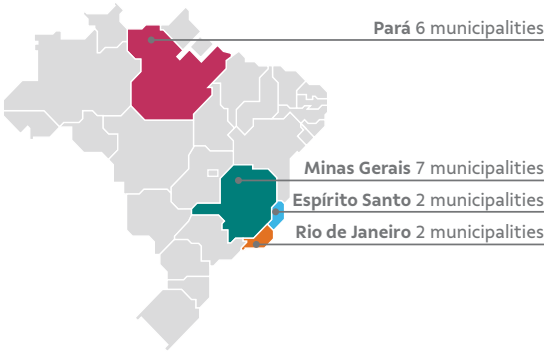 Pará 6 municipalities
Minas Gerais 7 municipalities
Espírito Santo 2 municipalities
Rio de Janeiro 2 municipalities